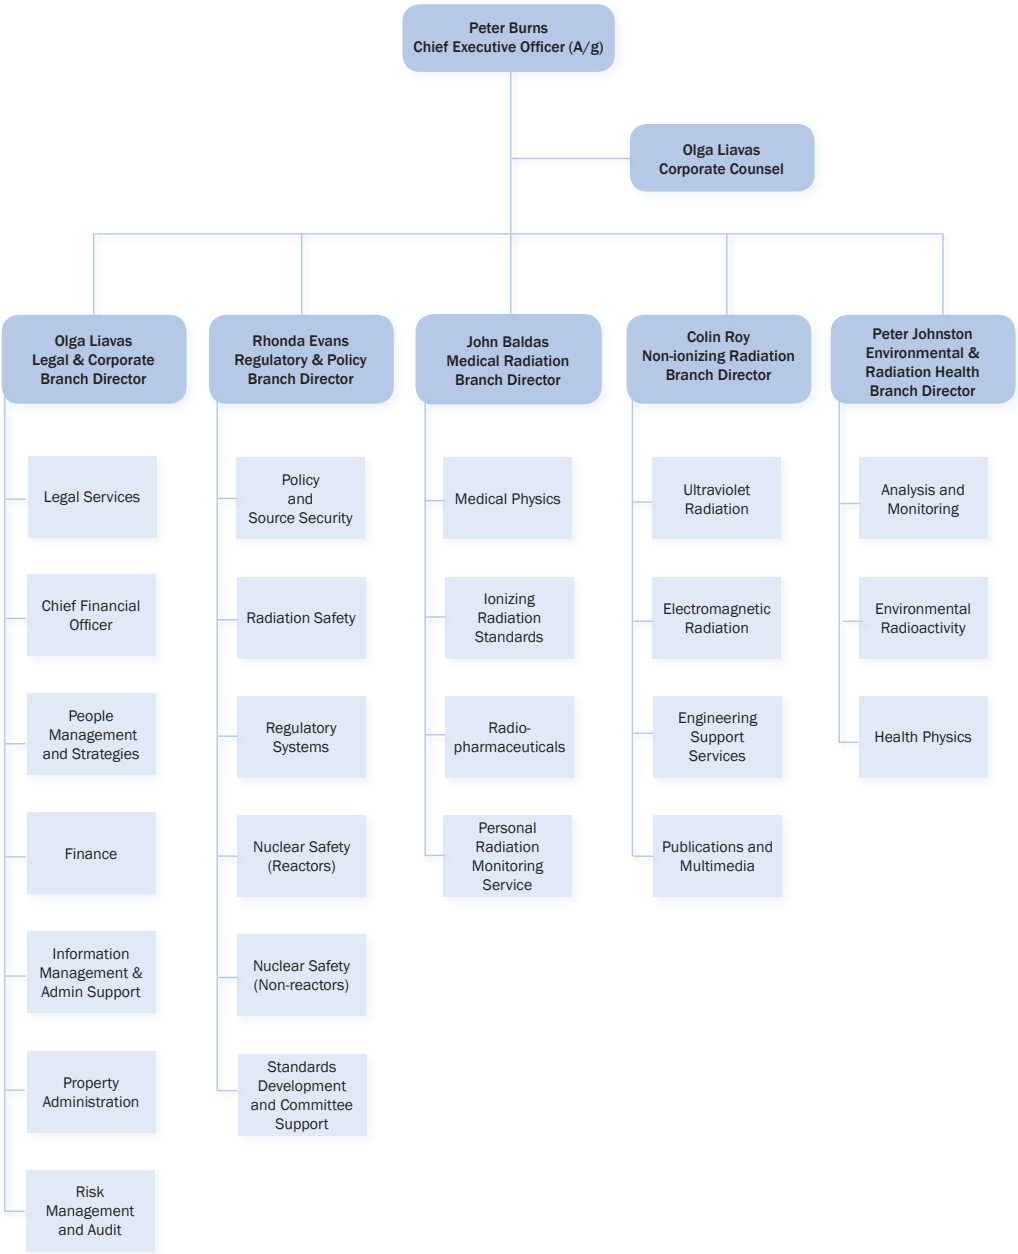 Peter Burns
Chief Executive Officer (A/g)
Olga Liavas
Corporate Counsel
Olga Liavas
Legal & Corporate
Branch Director
Rhonda Evans
Regulatory & Policy
Branch Director
John Baldas
Medical Radiation
Branch Director
Colin Roy
Non-ionizing Radiation
Branch Director
Peter Johnston
Environmental &
Radiation Health
Branch Director
Legal Services
Chief Financial
Officer
People
Management
and Strategies
Finance
Information
Management &
Admin Support
Property
Administration
Risk
Management
and Audit
Policy
and
Source Security
Radiation Safety
Regulatory
Systems
Nuclear Safety
(Reactors)
Nuclear Safety
(Non-reactors)
Standards
Development
and Committee
Support
Medical Physics
Ionizing
Radiation
Standards
Radio-
pharmaceuticals
Personal
Radiation
Monitoring
Service
Ultraviolet
Radiation
Electromagnetic
Radiation
Engineering
Support
Services
Publications and
Multimedia
Analysis and
Monitoring
Environmental
Radioactivity
Health Physics